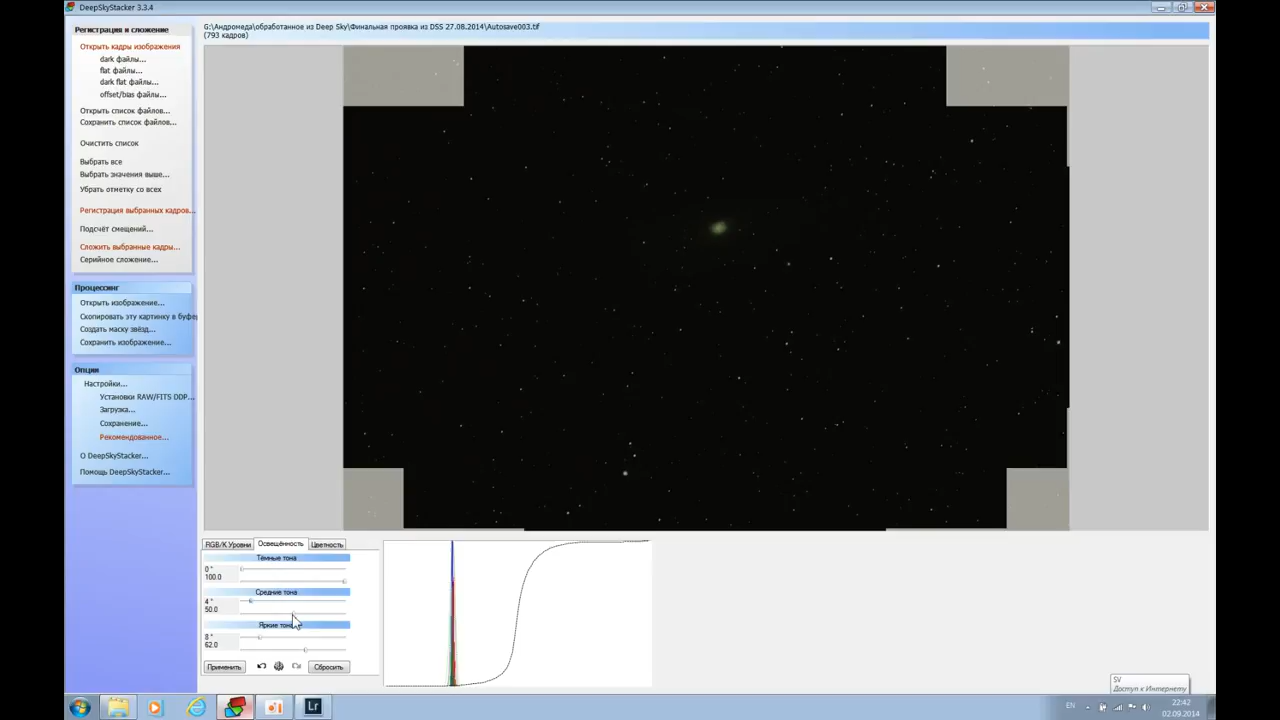 DeepSkyStacker 3.3.4
Регистрация и сложение
Открыть кадры изображения
dark файлы...
flat файлы...
dark flat файлы...
offset/bias файлы...
Открыть список файлов...
Сохранить список файлов...
Очистить список
Выбрать все
Выбрать значения выше...
Убрать отметку со всех
Регистрация выбранных кадров...
Подсчёт смещений...
Сложить выбранные кадры...
Серийное сложение...
Процессинг
Открыть изображение...
Скопировать эту картинку в буфе
Создать маску звёзд...
Сохранить изображение...
Опции
Настройки...
Установки RAW/FITS DDP...
Загрузка...
Сохранение...
Рекомендованное...
О DeepSkyStacker...
Помощь DeepSkyStacker...
G:\Андромеда\обработанное из Deep Sky\Финальная проявка из DSS 27.08.2014\Autosave003.tif
(793 кадров)
RGB/K Уровни Освещённость Цветность
Тёмные тона
0 °
100.0
Средние тона
4 °
50.0
Яркие тона
8 °
62.0
Применить Сбросить
SV
Доступ к Интернету
Lr
EN 22:42
02.09.2014